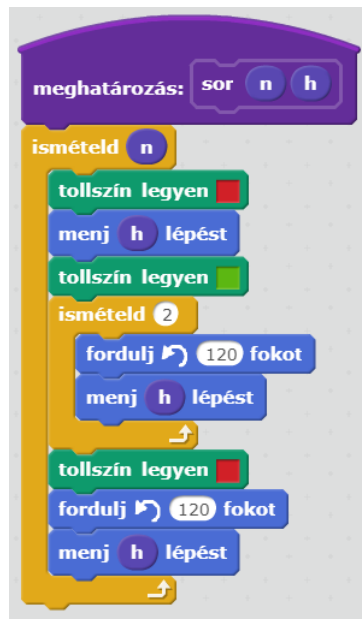 meghatározás: sor n h
ismételd n
tollszín legyen
menj h lépést
tollszín legyen
ismételd 2
fordulj 120 fokot
menj h lépést
tollszín legyen
fordulj 120 fokot
menj h lépést